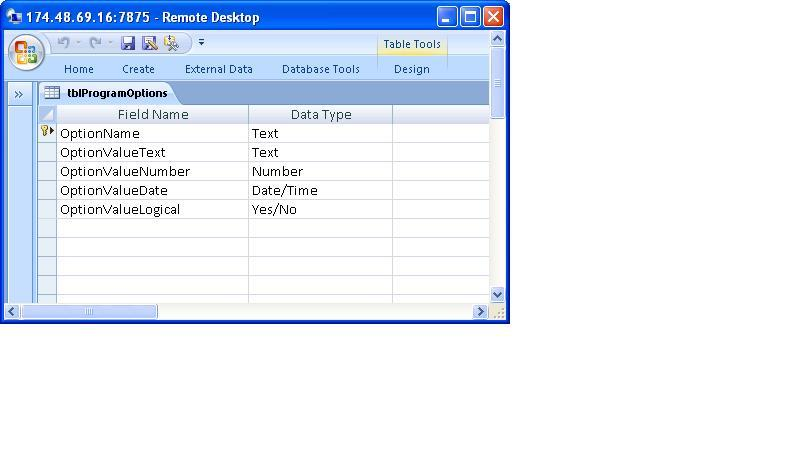 174.48.69.16:7875 - Remote Desktop
Table Tools
Home Create External Data Database Tools Design
» tblProgramOptions
Field Name Data Type
OptionName Text
OptionValueText Text
OptionValueNumber Number
OptionValueDate Date/Time
OptionValueLogical Yes/No